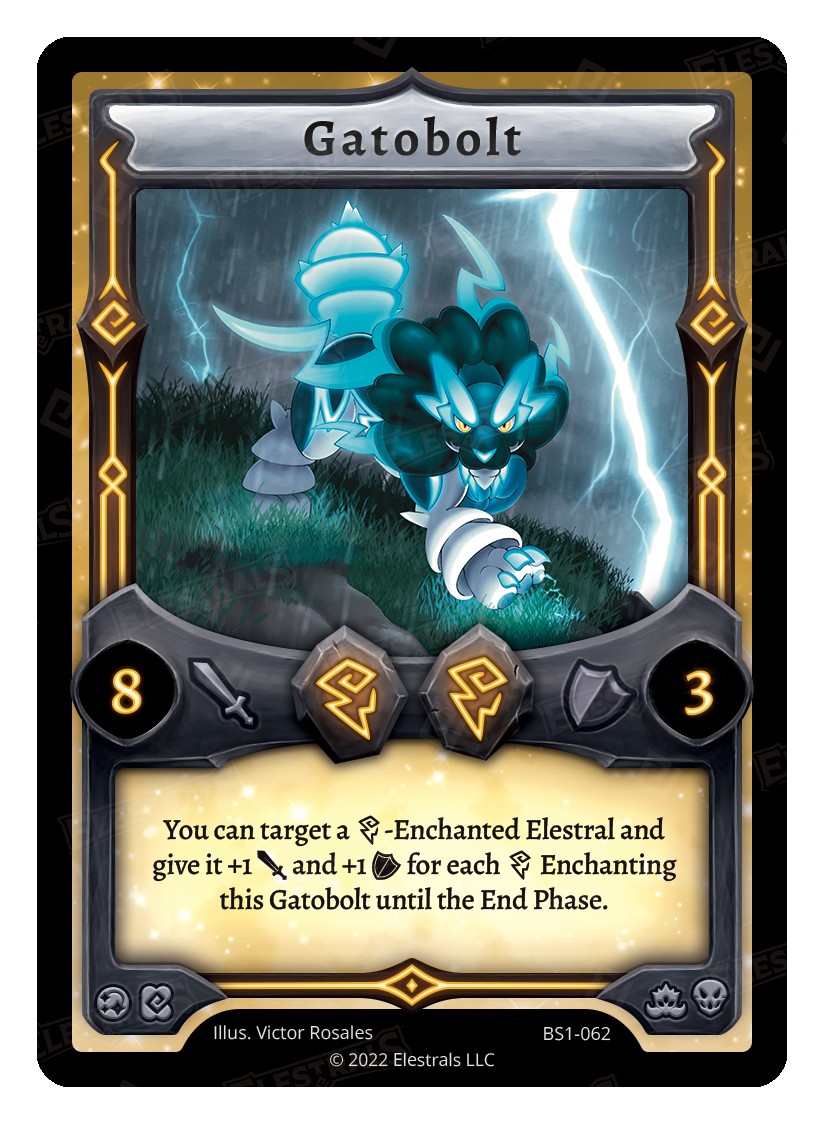 Gatobolt
8
3
You can target a -Enchanted Elestral and
give it +1 and +1 for each Enchanting
this Gatobolt until the End Phase.
Illus. Victor Rosales
BS1-062
© 2022 Elestrals LLC